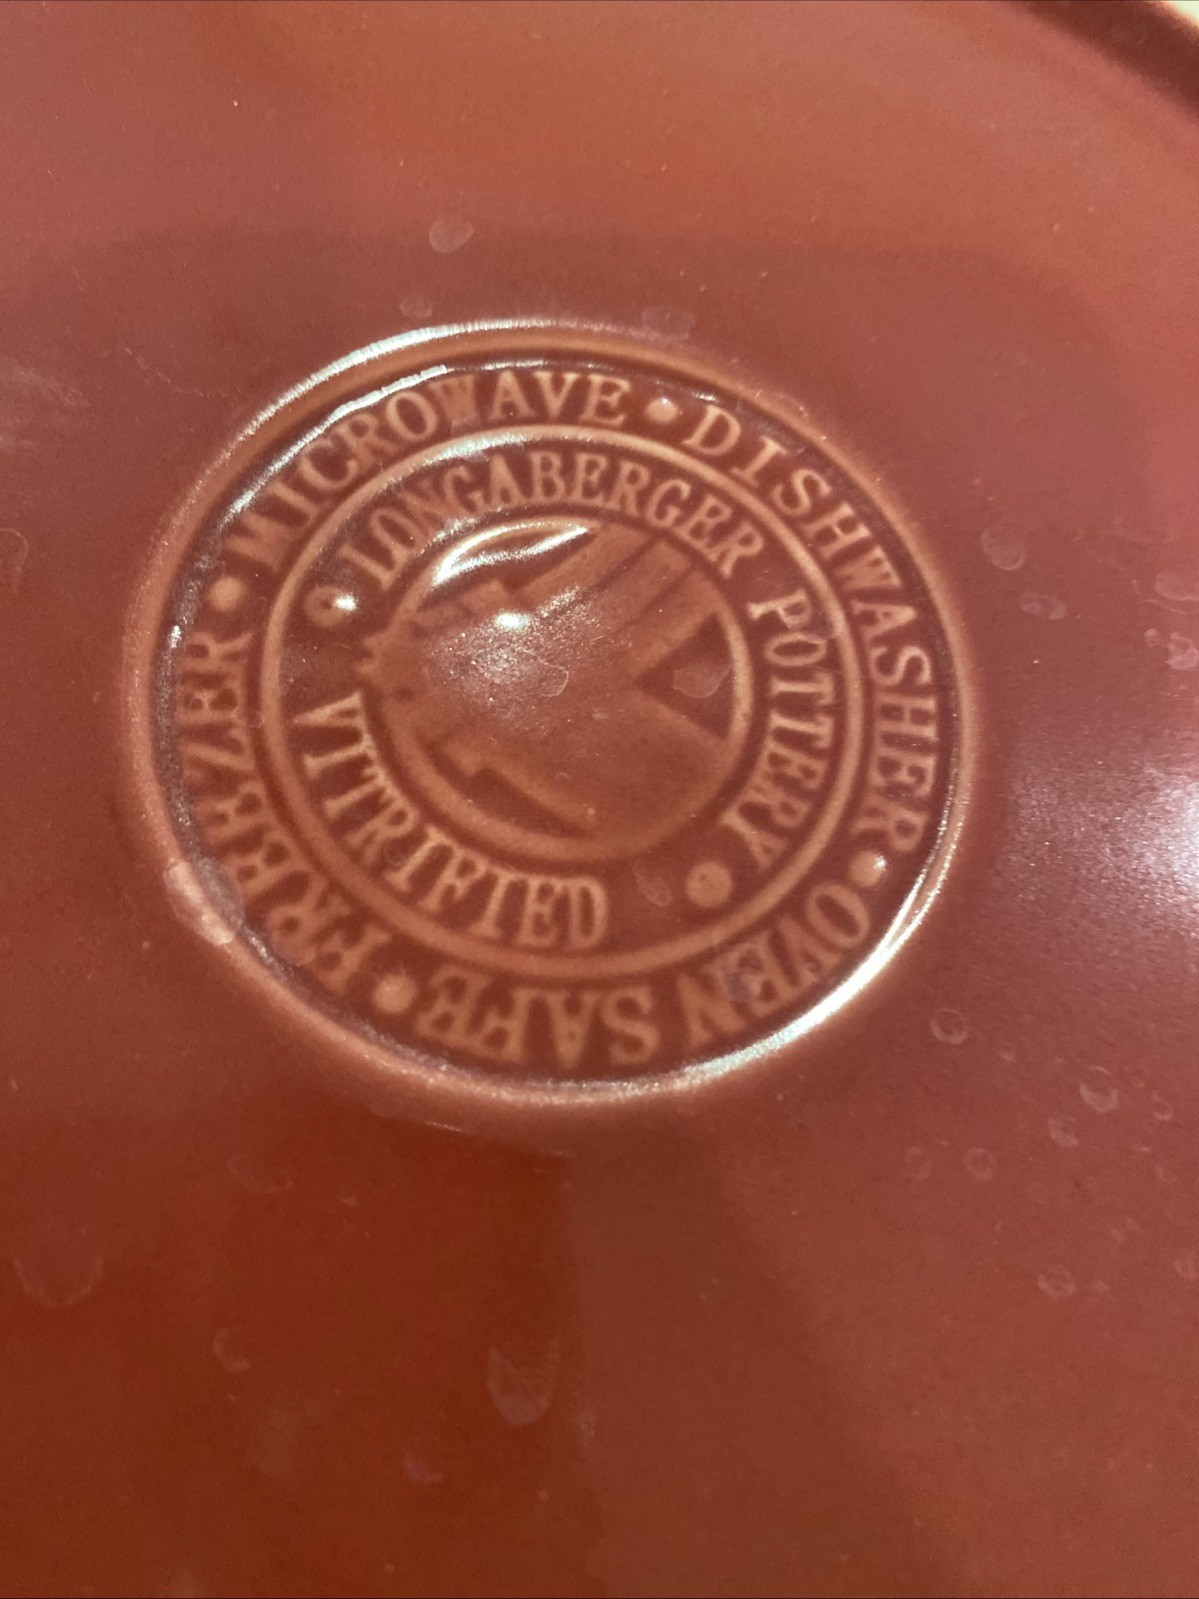 MICROWAVE • DISHWASHER • OVEN SAFE • FREEZER •
• LONGABERGER POTTERY •
VITRIFIED